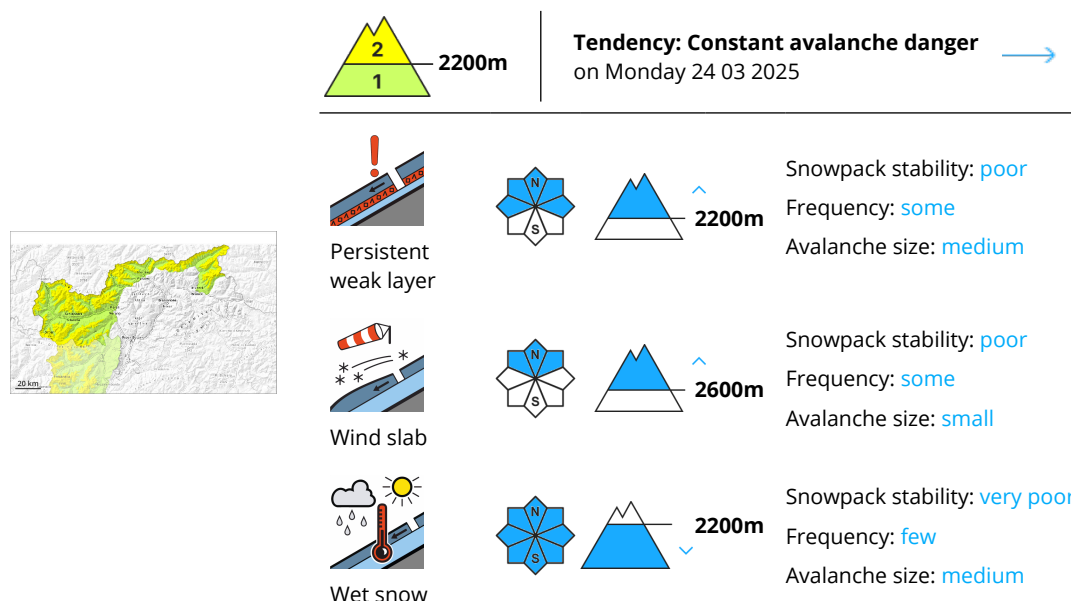 2
1
2200m
Tendency: Constant avalanche danger
on Monday 24 03 2025
N
S
2200m
Snowpack stability: poor
Frequency: some
Avalanche size: medium
Persistent
weak layer
20 km
N
S
2600m
Snowpack stability: poor
Frequency: some
Avalanche size: small
Wind slab
N
S
2200m
Snowpack stability: very poor
Frequency: few
Avalanche size: medium
Wet snow